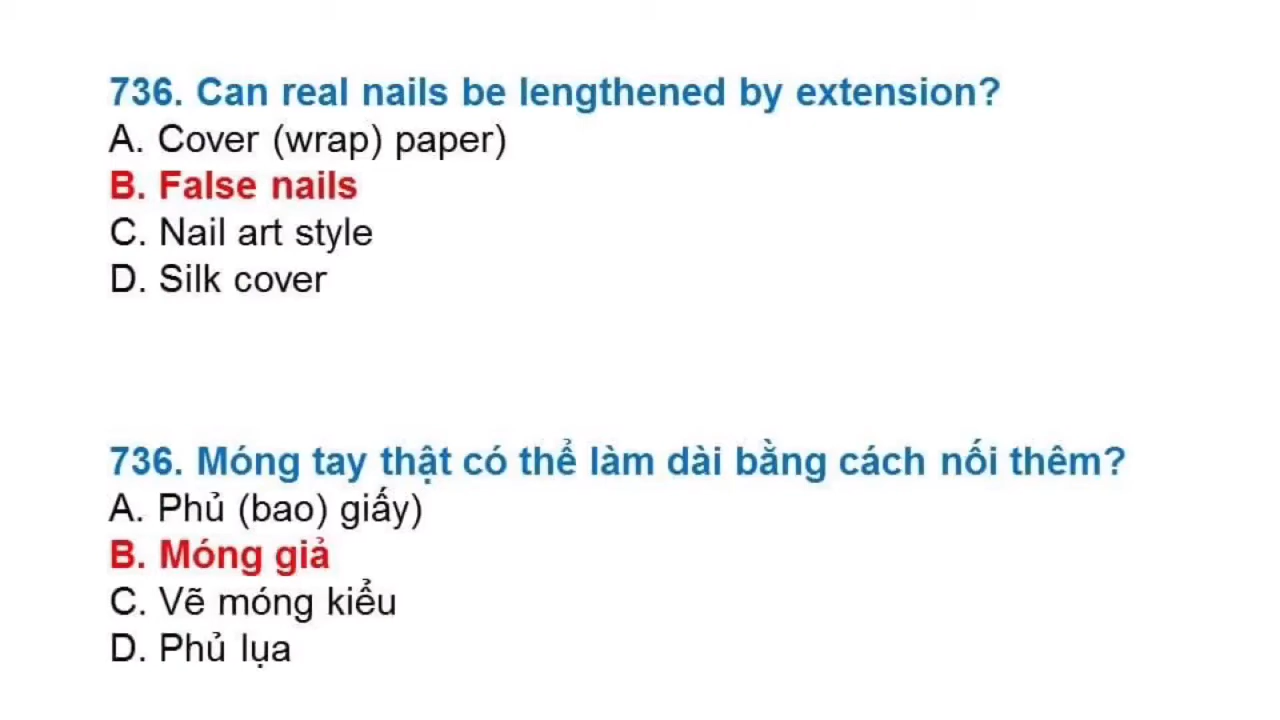 736. Can real nails be lengthened by extension?
A. Cover (wrap) paper)
B. False nails
C. Nail art style
D. Silk cover
736. Móng tay thật có thể làm dài bằng cách nối thêm?
A. Phủ (bao) giấy)
B. Móng giả
C. Vẽ móng kiểu
D. Phủ lụa